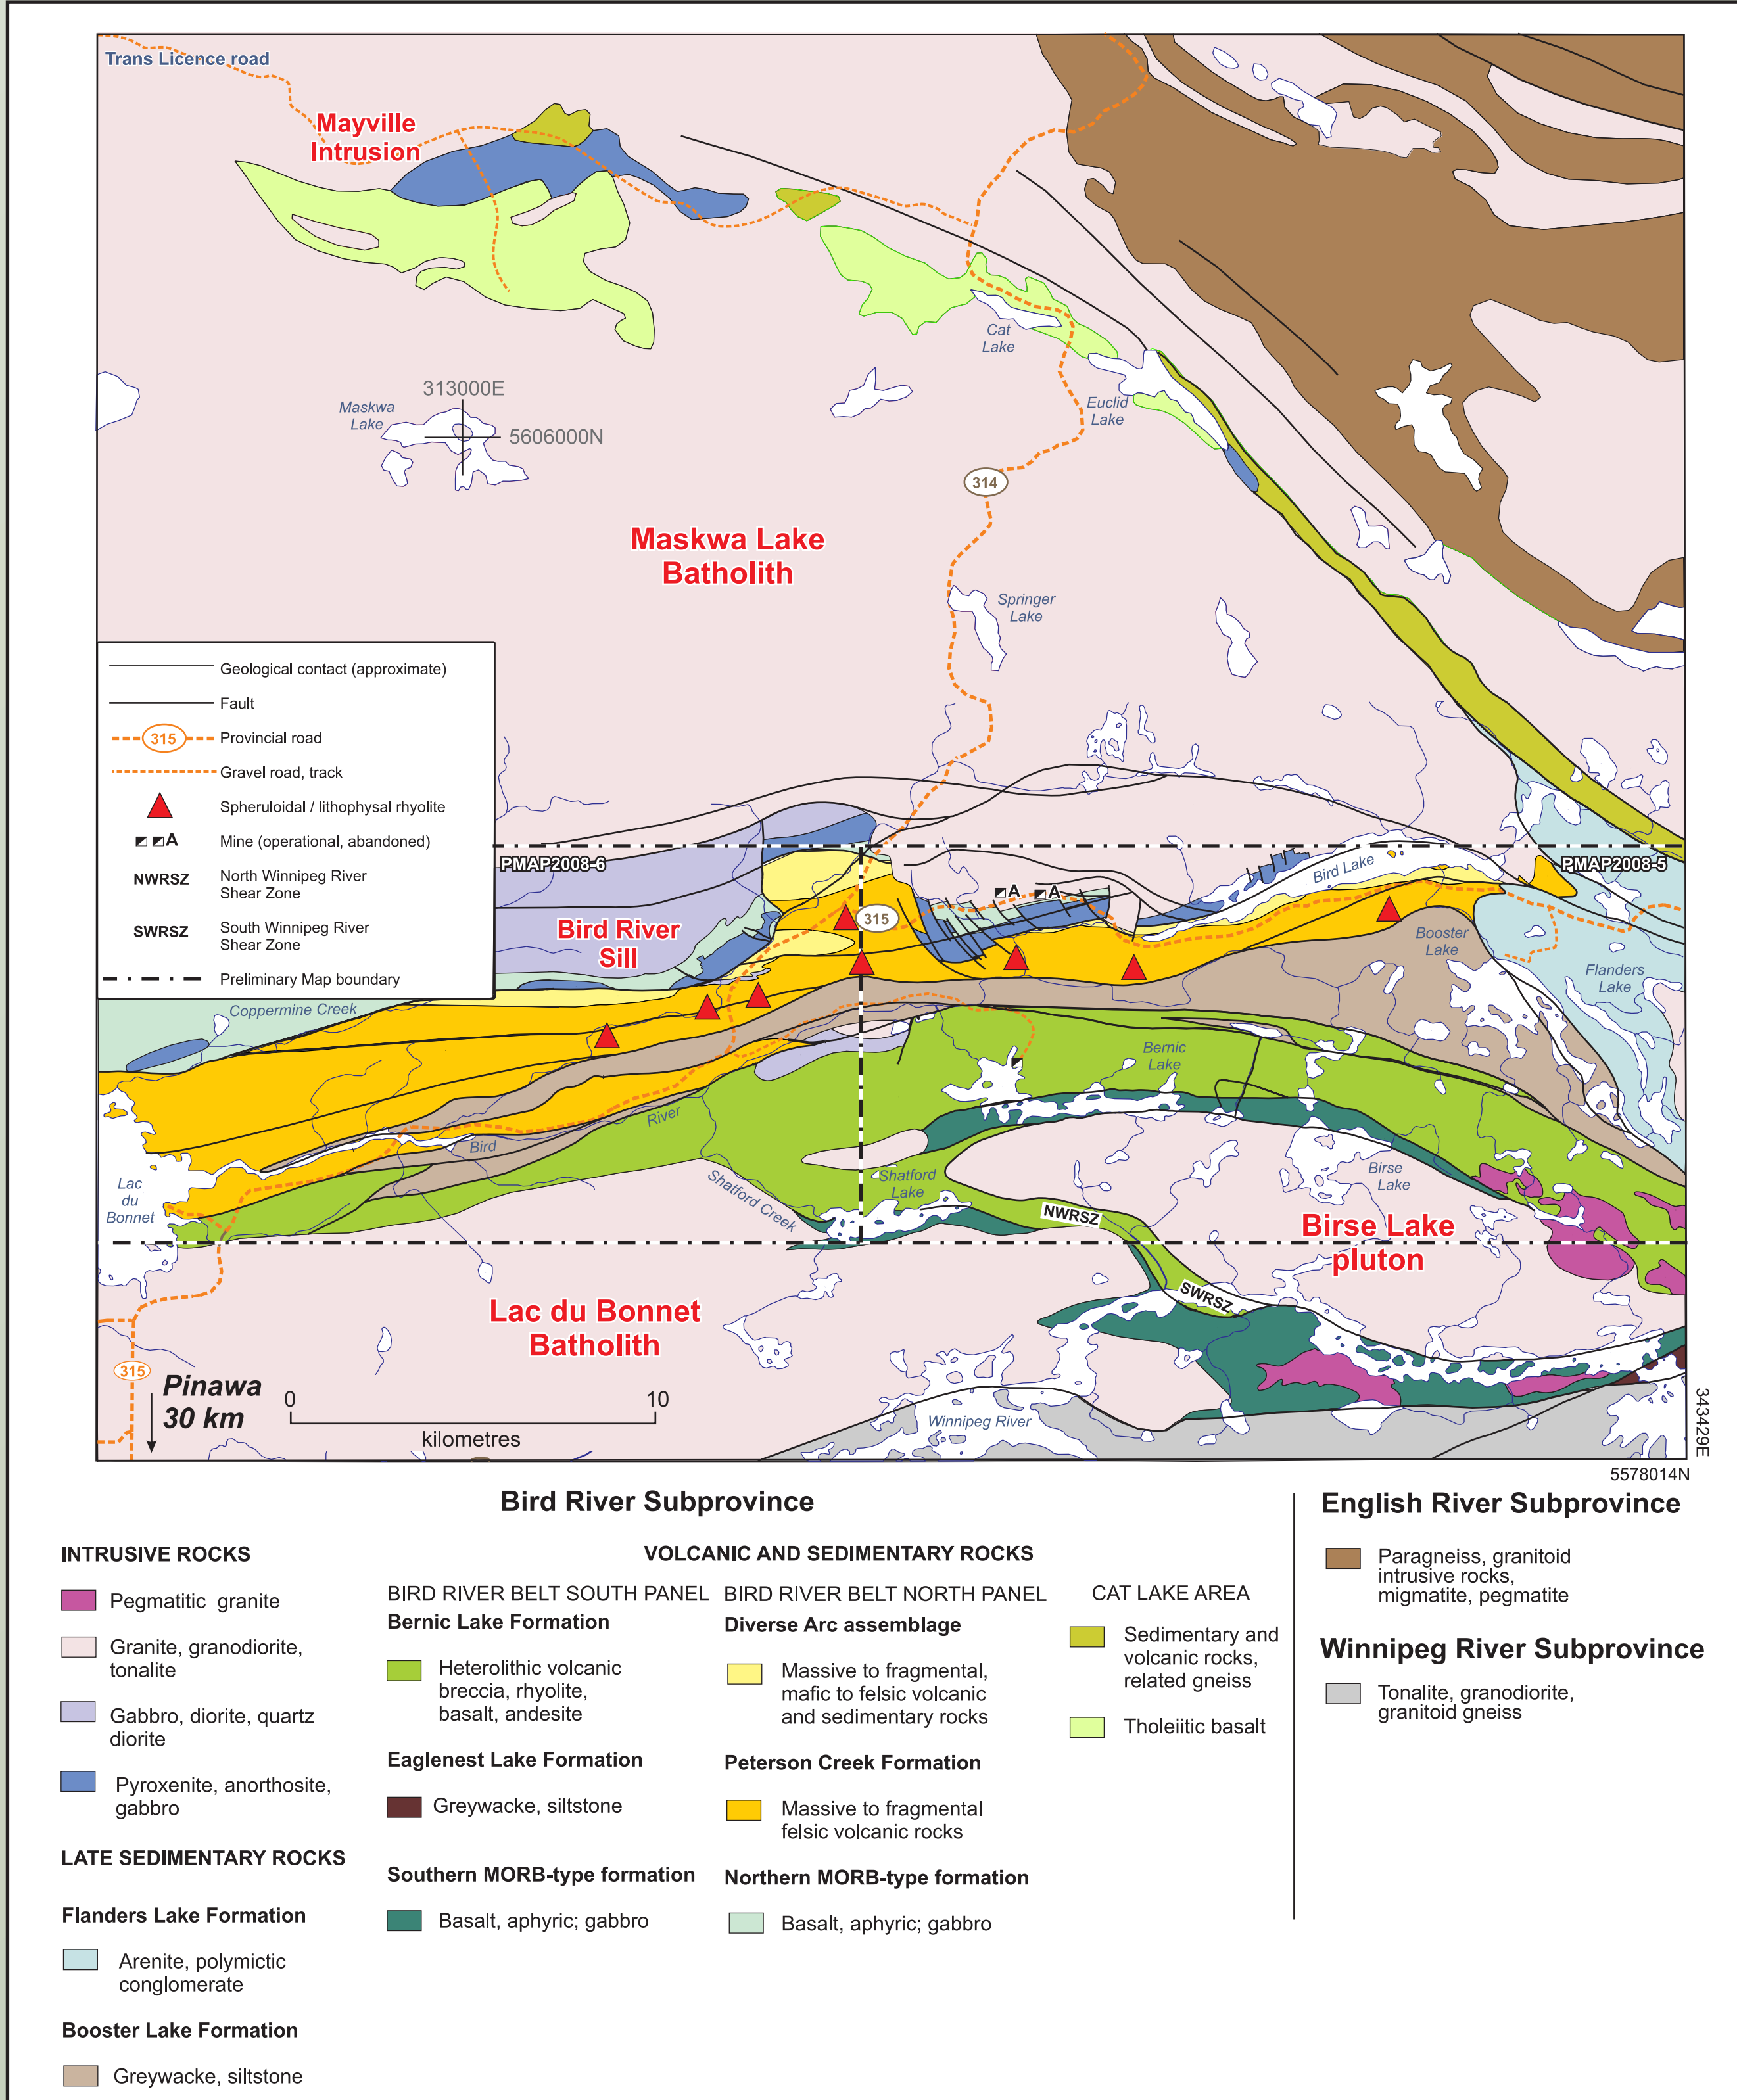 Trans Licence road
Mayville
Intrusion
Cat
Lake
313000E
Maskwa
Lake
5606000N
Euclid
Lake
314
Maskwa Lake
Batholith
Springer
Lake
Geological contact (approximate)
Fault
315
Provincial road
Gravel road, track
Spheruloidal / lithophysal rhyolite
A
Mine (operational, abandoned)
NWRSZ
North Winnipeg River
Shear Zone
SWRSZ
South Winnipeg River
Shear Zone
Preliminary Map boundary
PMAP2008-6
PMAP2008-5
Bird Lake
A
A
315
Bird River
Sill
Booster
Lake
Flanders
Lake
Coppermine Creek
Bernic
Lake
River
Bird
Lac
du
Bonnet
Shatford Creek
Shatford
Lake
Birse
Lake
NWRSZ
Birse Lake
pluton
SWRSZ
Lac du Bonnet
Batholith
315
Pinawa
30 km
0 10
kilometres
Winnipeg River
343429E
5578014N
Bird River Subprovince
INTRUSIVE ROCKS
Pegmatitic granite
Granite, granodiorite,
tonalite
Gabbro, diorite, quartz
diorite
Pyroxenite, anorthosite,
gabbro
LATE SEDIMENTARY ROCKS
Flanders Lake Formation
Arenite, polymictic
conglomerate
Booster Lake Formation
Greywacke, siltstone
VOLCANIC AND SEDIMENTARY ROCKS
BIRD RIVER BELT SOUTH PANEL
Bernic Lake Formation
Heterolithic volcanic
breccia, rhyolite,
basalt, andesite
Eaglenest Lake Formation
Greywacke, siltstone
Southern MORB-type formation
Basalt, aphyric; gabbro
BIRD RIVER BELT NORTH PANEL
Diverse Arc assemblage
Massive to fragmental,
mafic to felsic volcanic
and sedimentary rocks
Peterson Creek Formation
Massive to fragmental
felsic volcanic rocks
Northern MORB-type formation
Basalt, aphyric; gabbro
CAT LAKE AREA
Sedimentary and
volcanic rocks,
related gneiss
Tholeiitic basalt
English River Subprovince
Paragneiss, granitoid
intrusive rocks,
migmatite, pegmatite
Winnipeg River Subprovince
Tonalite, granodiorite,
granitoid gneiss